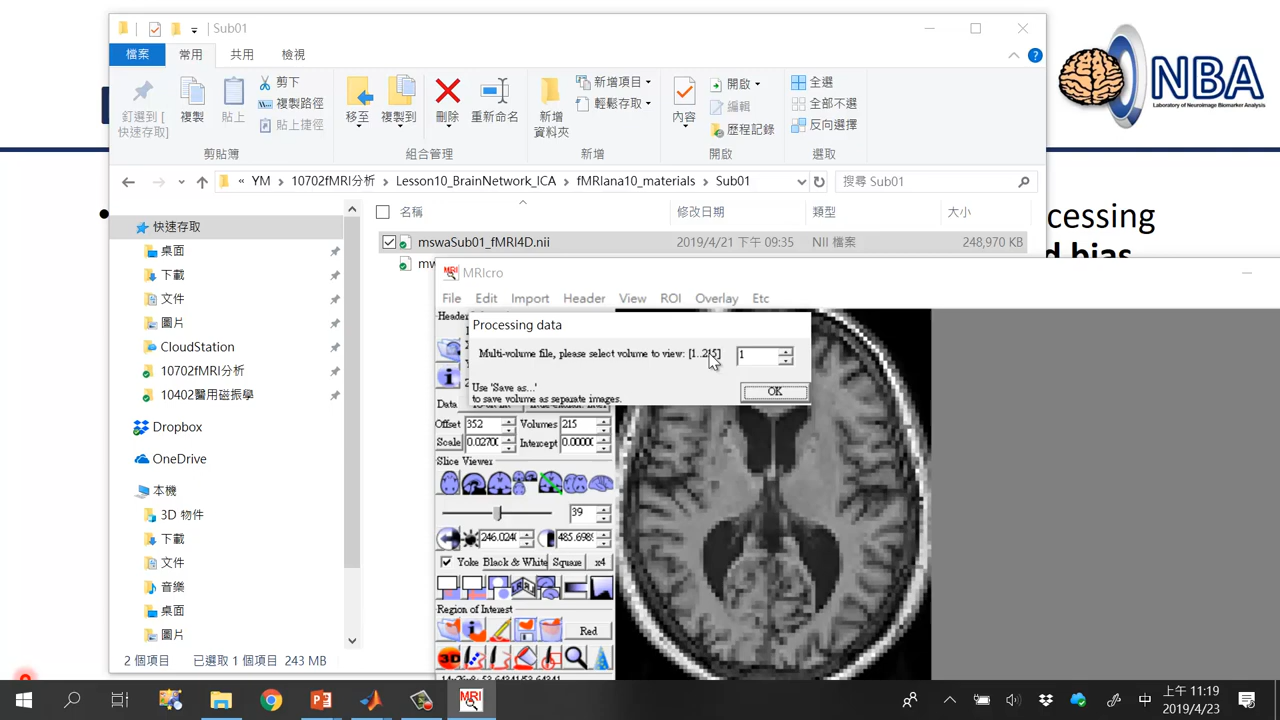 Sub01
檔案
常用
共用
檢視
釘選到 [
快速存取]
複製
貼上
剪下
複製路徑
貼上捷徑
剪貼簿
移至
複製到
刪除
重新命名
組合管理
新增
資料夾
新增項目
輕鬆存取
新增
內容
開啟
編輯
歷程記錄
開啟
全選
全部不選
反向選擇
選取
NBA
Laboratory of Neuroimage Biomarker Analysis
« YM > 10702fMRI分析 > Lesson10_BrainNetwork_ICA > fMRIana10_materials > Sub01
搜尋 Sub01
名稱
修改日期
類型
大小
mswaSub01_fMRI4D.nii
2019/4/21 下午 09:35
NII 檔案
248,970 KB
mw
cessing
d bias
快速存取
桌面
下載
文件
圖片
CloudStation
10702fMRI分析
10402醫用磁振學
Dropbox
OneDrive
本機
3D 物件
下載
文件
音樂
桌面
圖片
2 個項目
已選取 1 個項目 243 MB
MRIcro
File Edit Import Header View ROI Overlay Etc
Processing data
Multi-volume file, please select volume to view: [1..215]
1
Use 'Save as...'
to save volume as separate images.
OK
Data
Offset 352 Volumes 215
Scale 0.0270 Intercept 0.0000
Slice Viewer
39
246.024 485.698
Yoke Black & White Square x4
Region of Interest
Red
3D
MRI
上午 11:19
中
2019/4/23